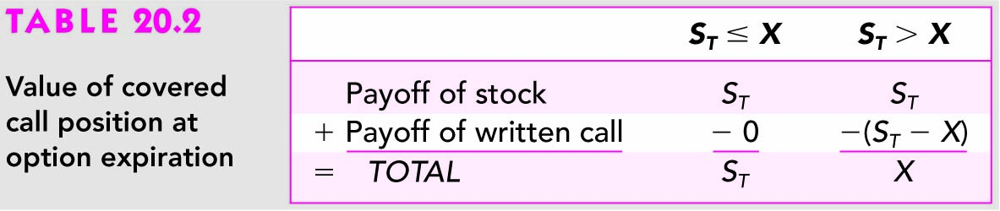 TABLE 20.2
Value of covered
call position at
option expiration
S_T ≤ X S_T > X
Payoff of stock S_T S_T
+ Payoff of written call − 0 −(S_T − X)
= TOTAL S_T X